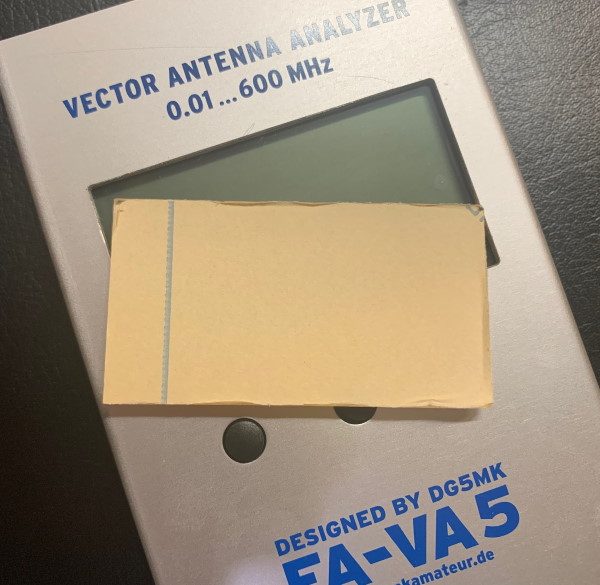 VECTOR ANTENNA ANALYZER
0.01 ... 600 MHz
DESIGNED BY DG5MK
FA-VA 5